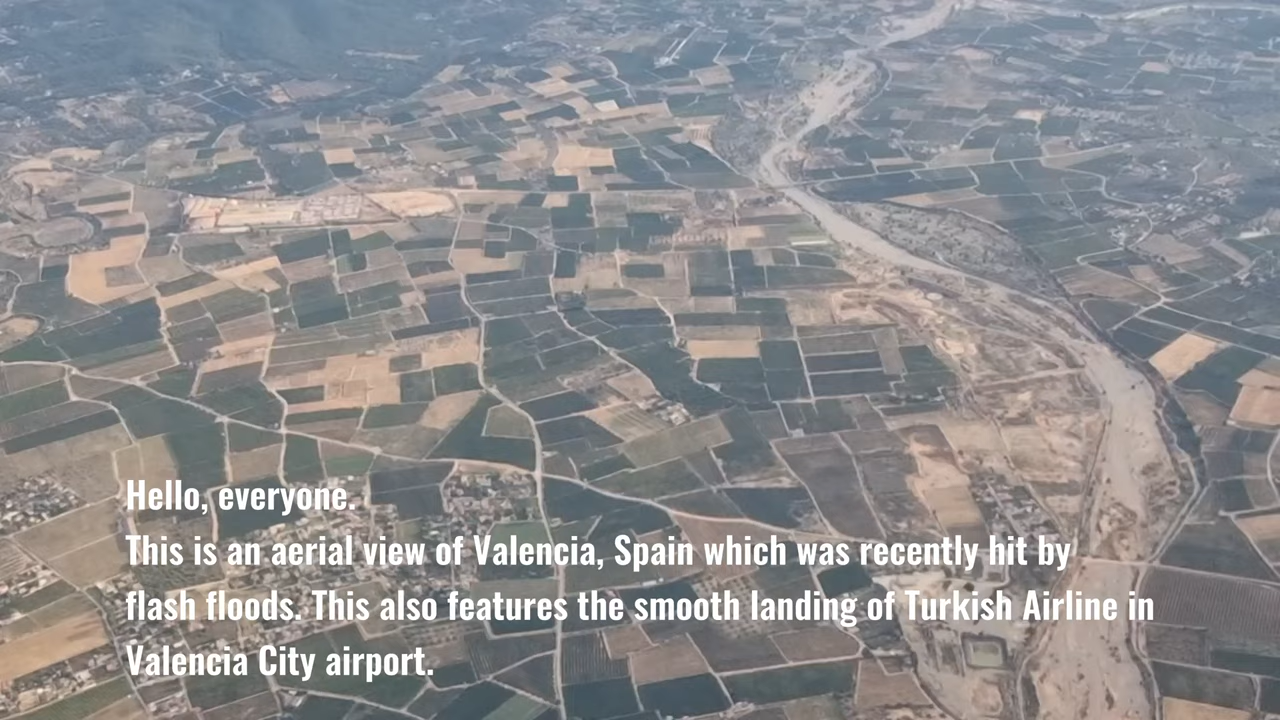 Hello, everyone.
This is an aerial view of Valencia, Spain which was recently hit by
flash floods. This also features the smooth landing of Turkish Airline in
Valencia City airport.